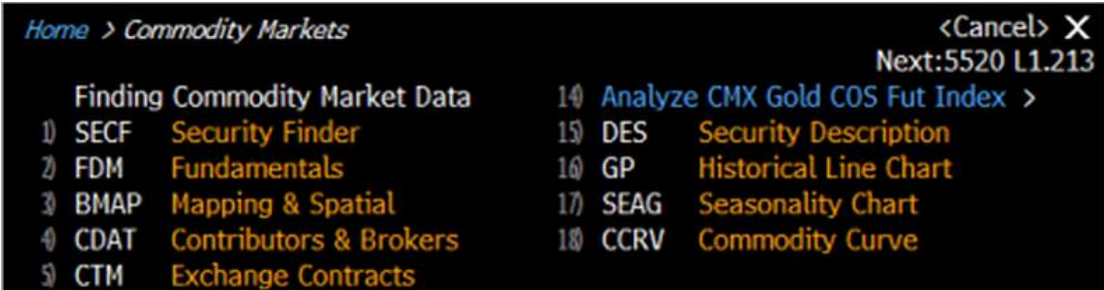 Home > Commodity Markets
<Cancel> X
Next:5520 L1.213
Finding Commodity Market Data
1) SECF Security Finder
2) FDM Fundamentals
3) BMAP Mapping & Spatial
4) CDAT Contributors & Brokers
5) CTM Exchange Contracts
14) Analyze CMX Gold COS Fut Index >
15) DES Security Description
16) GP Historical Line Chart
17) SEAG Seasonality Chart
18) CCRV Commodity Curve